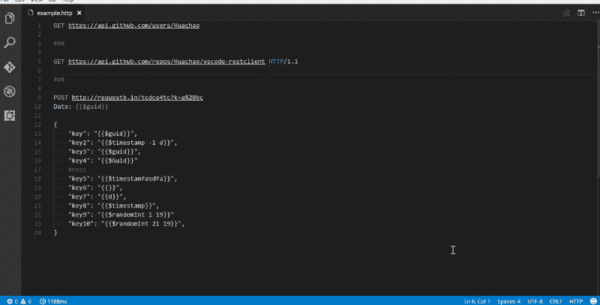 example.http
1 GET https://api.github.com/users/Huachao
2
3 ###
4
5 GET https://api.github.com/repos/Huachao/vscode-restclient HTTP/1.1
6
7 ###
8
9 POST http://requestb.in/tcdco4tc?k=a%20bc
10 Date: {{$guid}}
11
12 {
13 "key": "{{$guid}}",
14 "key2": "{{$timestamp -1 d}}",
15 "key3": "{{$guid}}",
16 "key4": "{{$Guid}}"
17 #rest
18 "key5": "{{$timestamfasdfa}}",
19 "key6": "{{}}",
20 "key7": "{{d}}",
21 "key8": "{{$timestamp}}",
22 "key9": "{{$randomInt 1 19}}"
23 "key10": "{{$randomInt 21 19}}",
24 }
0 0 1188ms Ln 6, Col 1 Spaces: 4 UTF-8 CRLF HTTP